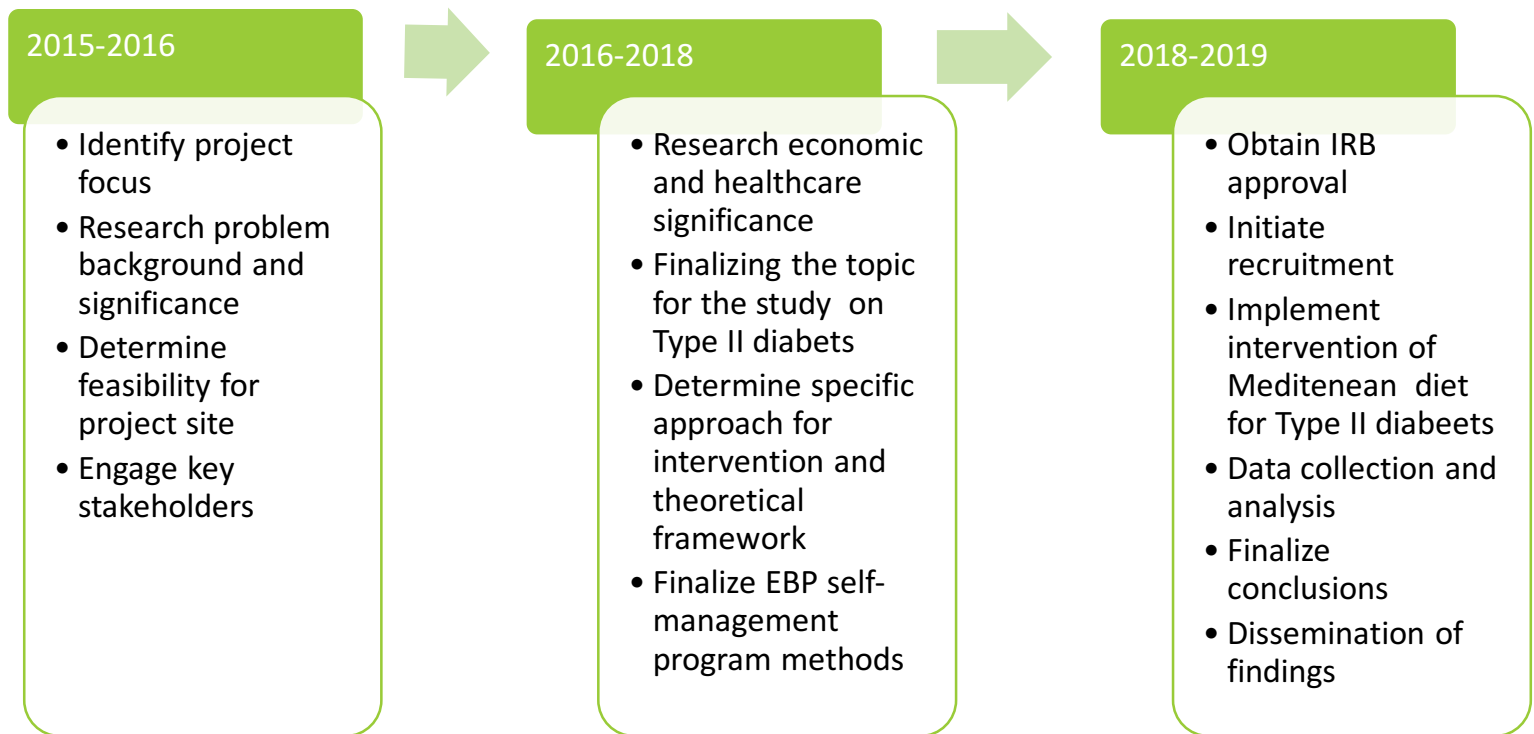 2015-2016
• Identify project
focus
• Research problem
background and
significance
• Determine
feasibility for
project site
• Engage key
stakeholders
2016-2018
• Research economic
and healthcare
significance
• Finalizing the topic
for the study on
Type II diabets
• Determine specific
approach for
intervention and
theoretical
framework
• Finalize EBP self-
management
program methods
2018-2019
• Obtain IRB
approval
• Initiate
recruitment
• Implement
intervention of
Meditenean diet
for Type II diabeets
• Data collection and
analysis
• Finalize
conclusions
• Dissemination of
findings